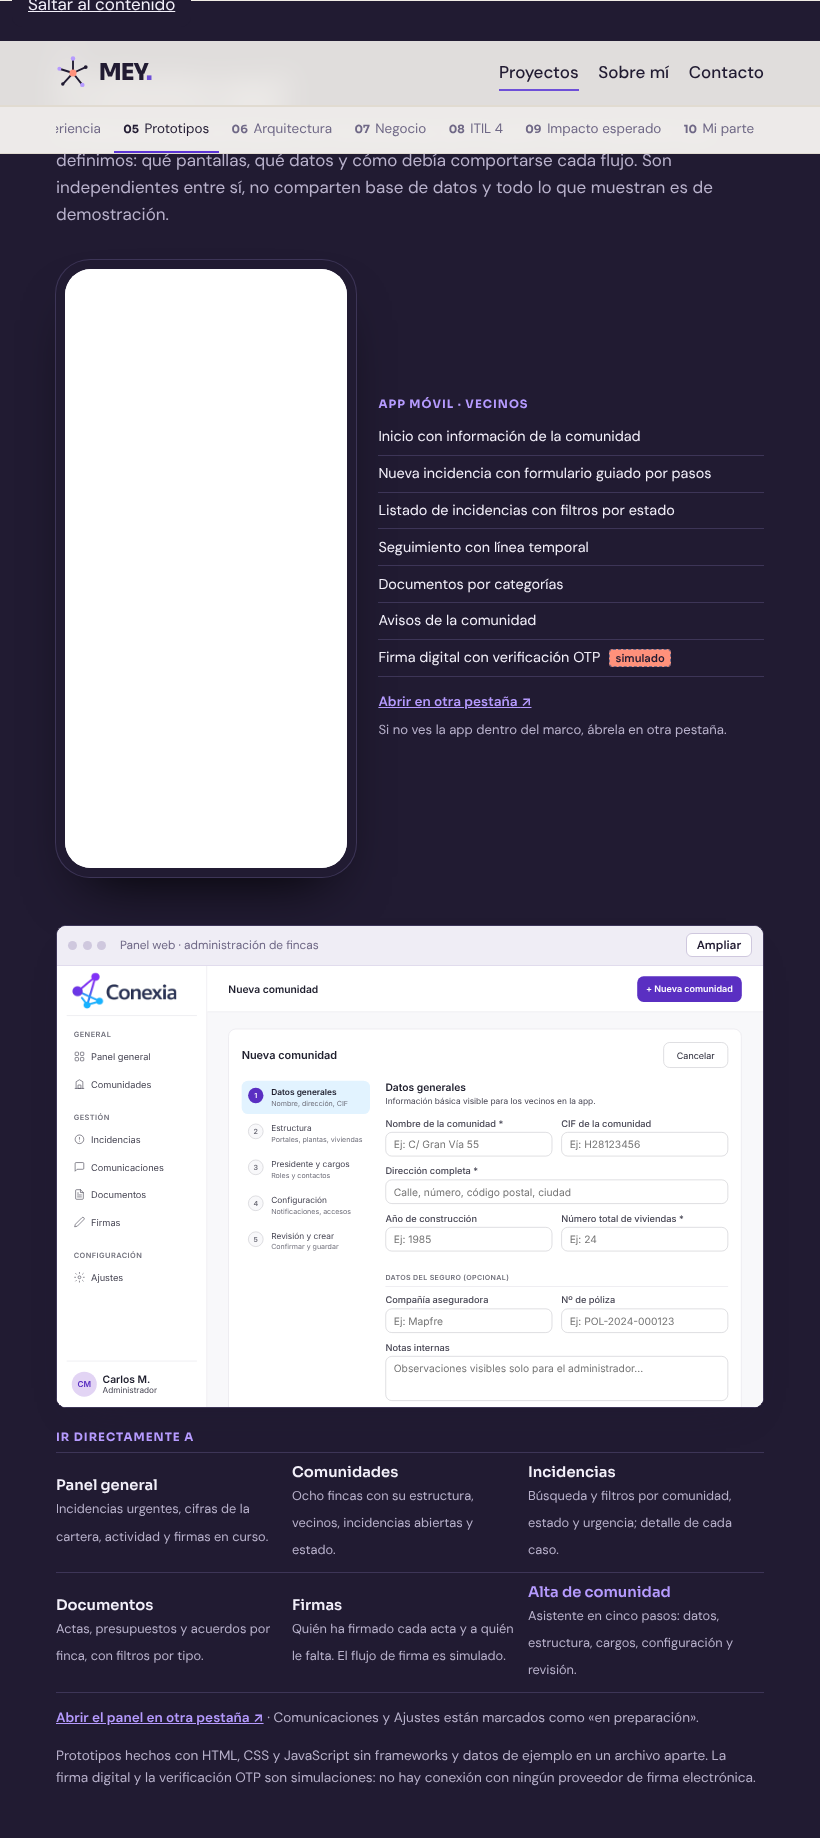 Saltar al contenido
MEY.
Proyectos Sobre mí Contacto
eriencia 05 Prototipos 06 Arquitectura 07 Negocio 08 ITIL 4 09 Impacto esperado 10 Mi parte
definimos: qué pantallas, qué datos y cómo debía comportarse cada flujo. Son
independientes entre sí, no comparten base de datos y todo lo que muestran es de
demostración.
APP MÓVIL · VECINOS
Inicio con información de la comunidad
Nueva incidencia con formulario guiado por pasos
Listado de incidencias con filtros por estado
Seguimiento con línea temporal
Documentos por categorías
Avisos de la comunidad
Firma digital con verificación OTP simulado
Abrir en otra pestaña ↗
Si no ves la app dentro del marco, ábrela en otra pestaña.
Panel web · administración de fincas
Ampliar
Conexia
GENERAL
Panel general
Comunidades
GESTIÓN
Incidencias
Comunicaciones
Documentos
Firmas
CONFIGURACIÓN
Ajustes
CM
Carlos M.
Administrador
Nueva comunidad
+ Nueva comunidad
Nueva comunidad
Cancelar
1 Datos generales
Nombre, dirección, CIF
2 Estructura
Portales, plantas, viviendas
3 Presidente y cargos
Roles y contactos
4 Configuración
Notificaciones, accesos
5 Revisión y crear
Confirmar y guardar
Datos generales
Información básica visible para los vecinos en la app.
Nombre de la comunidad * CIF de la comunidad
Ej: C/ Gran Vía 55 Ej: H28123456
Dirección completa *
Calle, número, código postal, ciudad
Año de construcción Número total de viviendas *
Ej: 1985 Ej: 24
DATOS DEL SEGURO (OPCIONAL)
Compañía aseguradora Nº de póliza
Ej: Mapfre Ej: POL-2024-000123
Notas internas
Observaciones visibles solo para el administrador...
IR DIRECTAMENTE A
Panel general
Incidencias urgentes, cifras de la
cartera, actividad y firmas en curso.
Comunidades
Ocho fincas con su estructura,
vecinos, incidencias abiertas y
estado.
Incidencias
Búsqueda y filtros por comunidad,
estado y urgencia; detalle de cada
caso.
Documentos
Actas, presupuestos y acuerdos por
finca, con filtros por tipo.
Firmas
Quién ha firmado cada acta y a quién
le falta. El flujo de firma es simulado.
Alta de comunidad
Asistente en cinco pasos: datos,
estructura, cargos, configuración y
revisión.
Abrir el panel en otra pestaña ↗ · Comunicaciones y Ajustes están marcados como «en preparación».
Prototipos hechos con HTML, CSS y JavaScript sin frameworks y datos de ejemplo en un archivo aparte. La
firma digital y la verificación OTP son simulaciones: no hay conexión con ningún proveedor de firma electrónica.